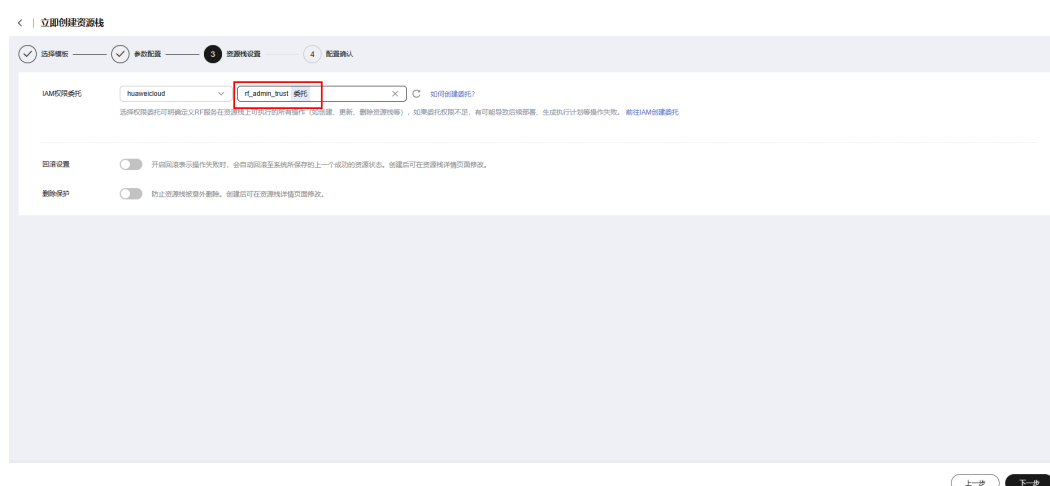 立即创建资源栈
选择模板
参数配置
3 资源栈设置
4 配置确认
IAM权限委托
huaweicloud
rf_admin_trust 委托
如何创建委托?
选择权限委托可明确定义RF服务在资源栈上可执行的所有操作（如创建、更新、删除资源栈等），如果委托权限不足，有可能导致后续部署、生成执行计划等操作失败。 前往IAM创建委托
回滚设置
开启回滚表示操作失败时，会自动回滚至系统所保存的上一个成功的资源状态。创建后可在资源栈详情页面修改。
删除保护
防止资源栈被意外删除。创建后可在资源栈详情页面修改。
上一步
下一步